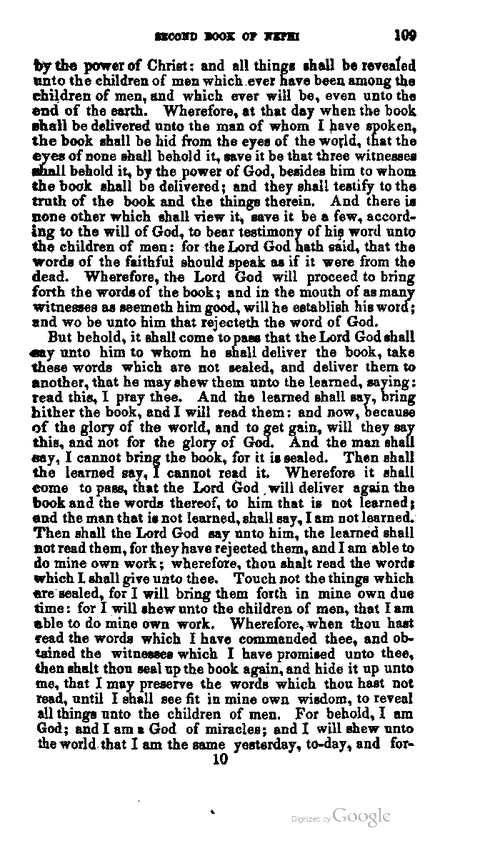 SECOND BOOK OF NEPHI 109
by the power of Christ: and all things shall be revealed
unto the children of men which ever have been among the
children of men, and which ever will be, even unto the
end of the earth. Wherefore, at that day when the book
shall be delivered unto the man of whom I have spoken,
the book shall be hid from the eyes of the world, that the
eyes of none shall behold it, save it be that three witnesses
shall behold it, by the power of God, besides him to whom
the book shall be delivered; and they shall testify to the
truth of the book and the things therein. And there is
none other which shall view it, save it be a few, accord-
ing to the will of God, to bear testimony of his word unto
the children of men: for the Lord God hath said, that the
words of the faithful should speak as if it were from the
dead. Wherefore, the Lord God will proceed to bring
forth the words of the book; and in the mouth of as many
witnesses as seemeth him good, will he establish his word;
and wo be unto him that rejecteth the word of God.
But behold, it shall come to pass that the Lord God shall
say unto him to whom he shall deliver the book, take
these words which are not sealed, and deliver them to
another, that he may shew them unto the learned, saying:
read this, I pray thee. And the learned shall say, bring
hither the book, and I will read them: and now, because
of the glory of the world, and to get gain, will they say
this, and not for the glory of God. And the man shall
say, I cannot bring the book, for it is sealed. Then shall
the learned say, I cannot read it. Wherefore it shall
come to pass, that the Lord God will deliver again the
book and the words thereof, to him that is not learned;
and the man that is not learned, shall say, I am not learned.
Then shall the Lord God say unto him, the learned shall
not read them, for they have rejected them, and I am able to
do mine own work; wherefore, thou shalt read the words
which I shall give unto thee. Touch not the things which
are sealed, for I will bring them forth in mine own due
time: for I will shew unto the children of men, that I am
able to do mine own work. Wherefore, when thou hast
read the words which I have commanded thee, and ob-
tained the witnesses which I have promised unto thee,
then shalt thou seal up the book again, and hide it up unto
me, that I may preserve the words which thou hast not
read, until I shall see fit in mine own wisdom, to reveal
all things unto the children of men. For behold, I am
God; and I am a God of miracles; and I will shew unto
the world that I am the same yesterday, to-day, and for-
10
Digitized by Google